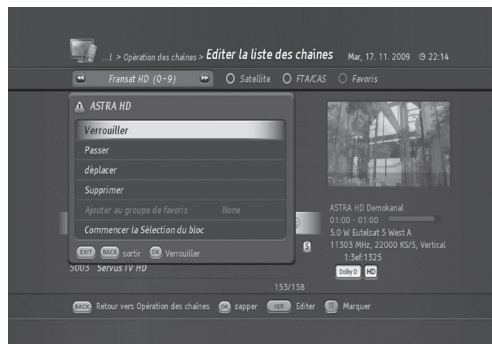 ...l > Opération des chaînes > Editer la liste des chaînes Mar, 17. 11. 2009 22:14
Fransat HD (0~9) Satellite FTA/CAS Favoris
ASTRA HD
Verrouiller
Passer
déplacer
Supprimer
Ajouter au groupe de favoris None
Commencer la Sélection du bloc
EXIT BACK sortir OK Verrouiller
5003 Servus TV HD
153/158
TV - Servus TV
ASTRA HD Demokanal
01:00 - 01:00
5.0 W Eutelsat 5 West A
11303 MHz, 22000 KS/S, Vertical
1:3ef:1325
$
Dolby D HD
BACK Retour vers Opération des chaînes OK zapper opt Editer Marquer